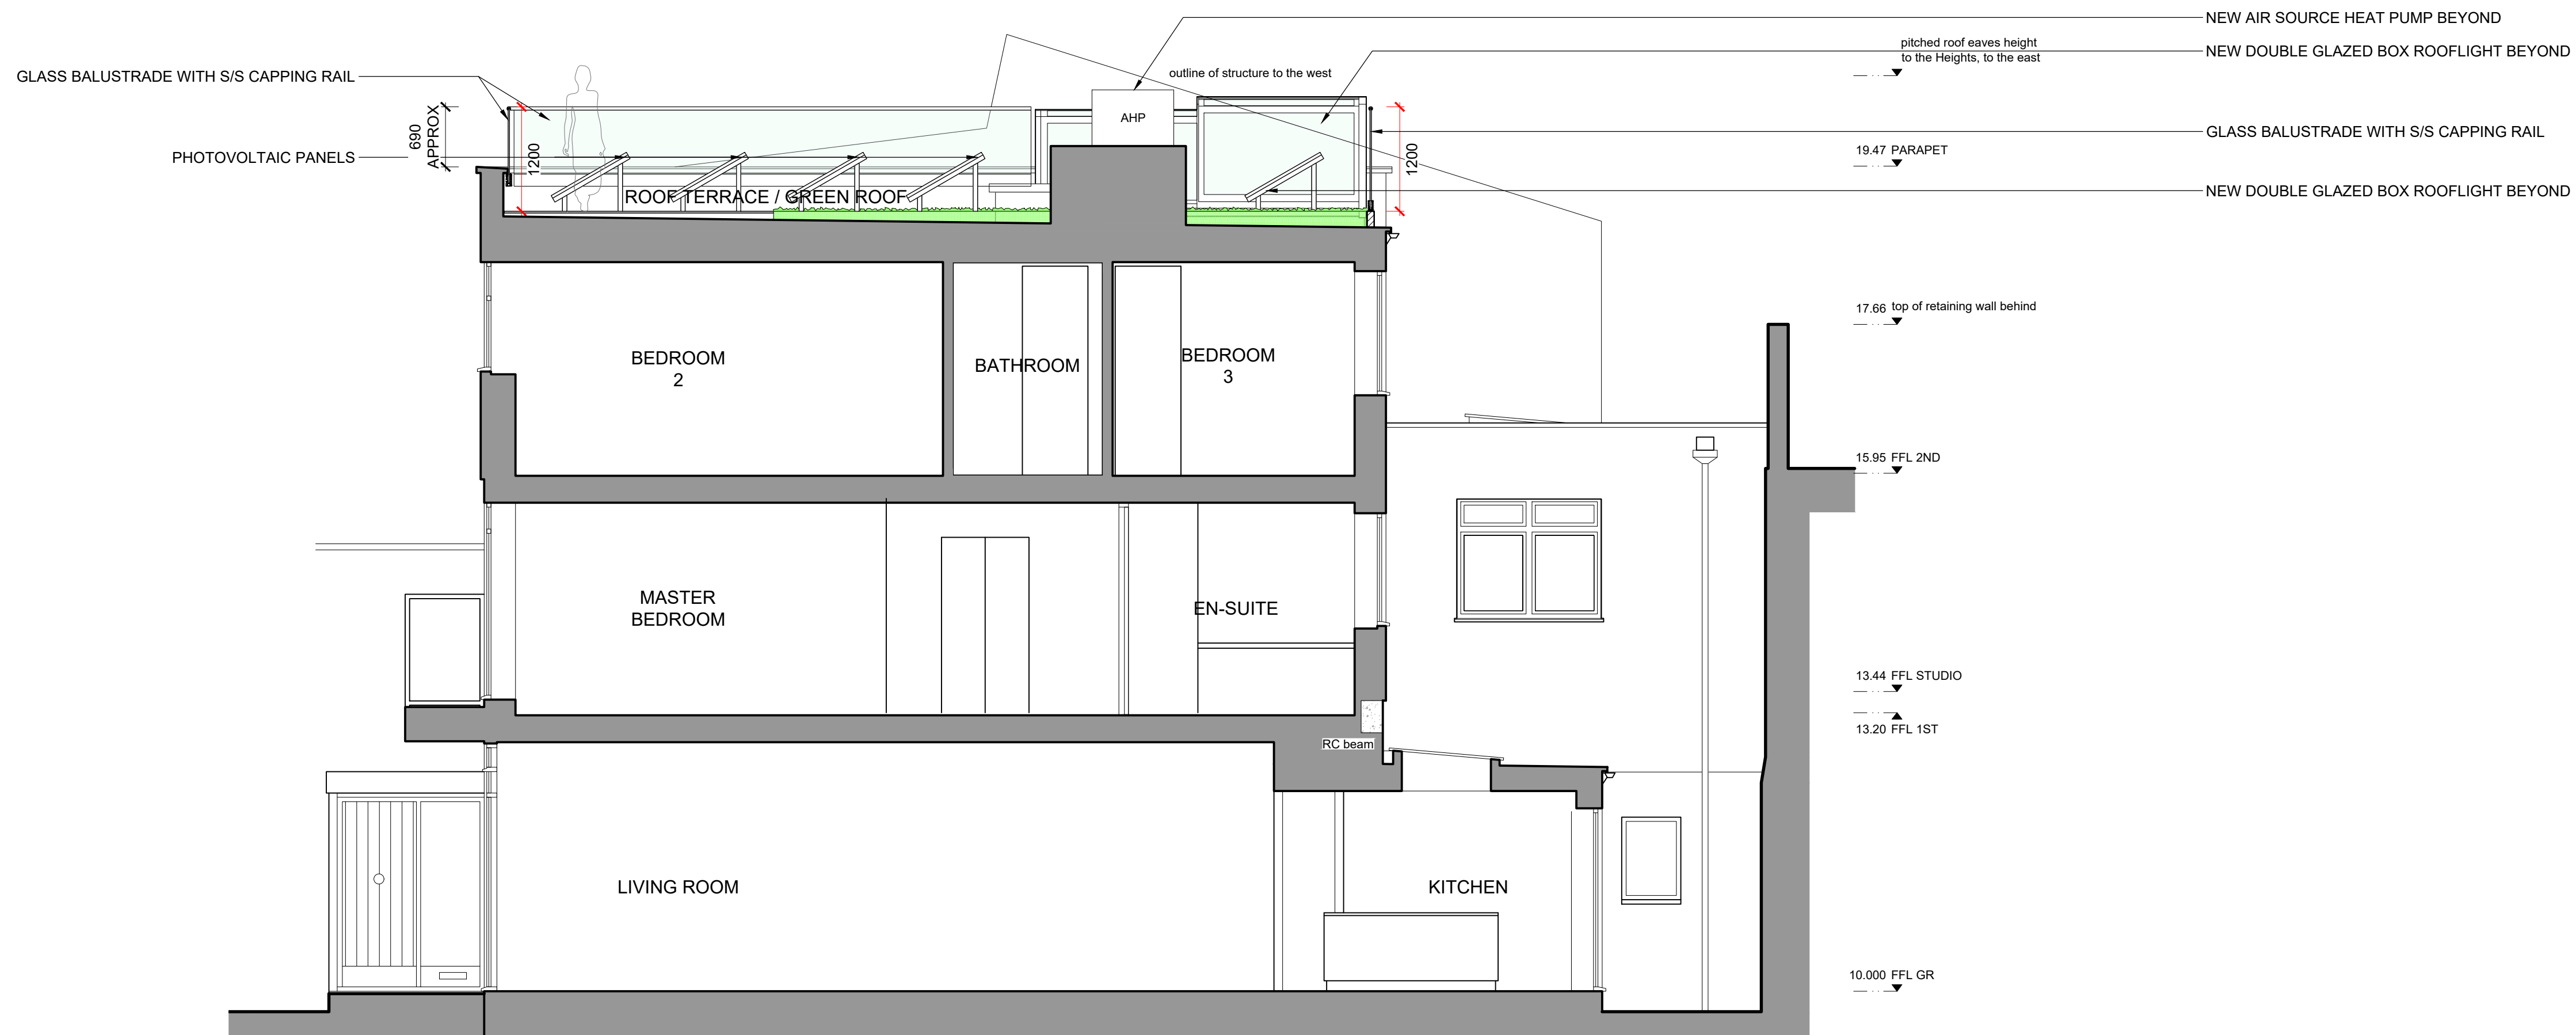 NEW AIR SOURCE HEAT PUMP BEYOND
pitched roof eaves height
to the Heights, to the east
NEW DOUBLE GLAZED BOX ROOFLIGHT BEYOND
GLASS BALUSTRADE WITH S/S CAPPING RAIL
outline of structure to the west
690
APPROX
AHP
GLASS BALUSTRADE WITH S/S CAPPING RAIL
PHOTOVOLTAIC PANELS
1200
1200
19.47 PARAPET
ROOF TERRACE / GREEN ROOF
NEW DOUBLE GLAZED BOX ROOFLIGHT BEYOND
17.66 top of retaining wall behind
BEDROOM
2
BATHROOM
BEDROOM
3
15.95 FFL 2ND
MASTER
BEDROOM
EN-SUITE
13.44 FFL STUDIO
13.20 FFL 1ST
RC beam
LIVING ROOM
KITCHEN
10.000 FFL GR